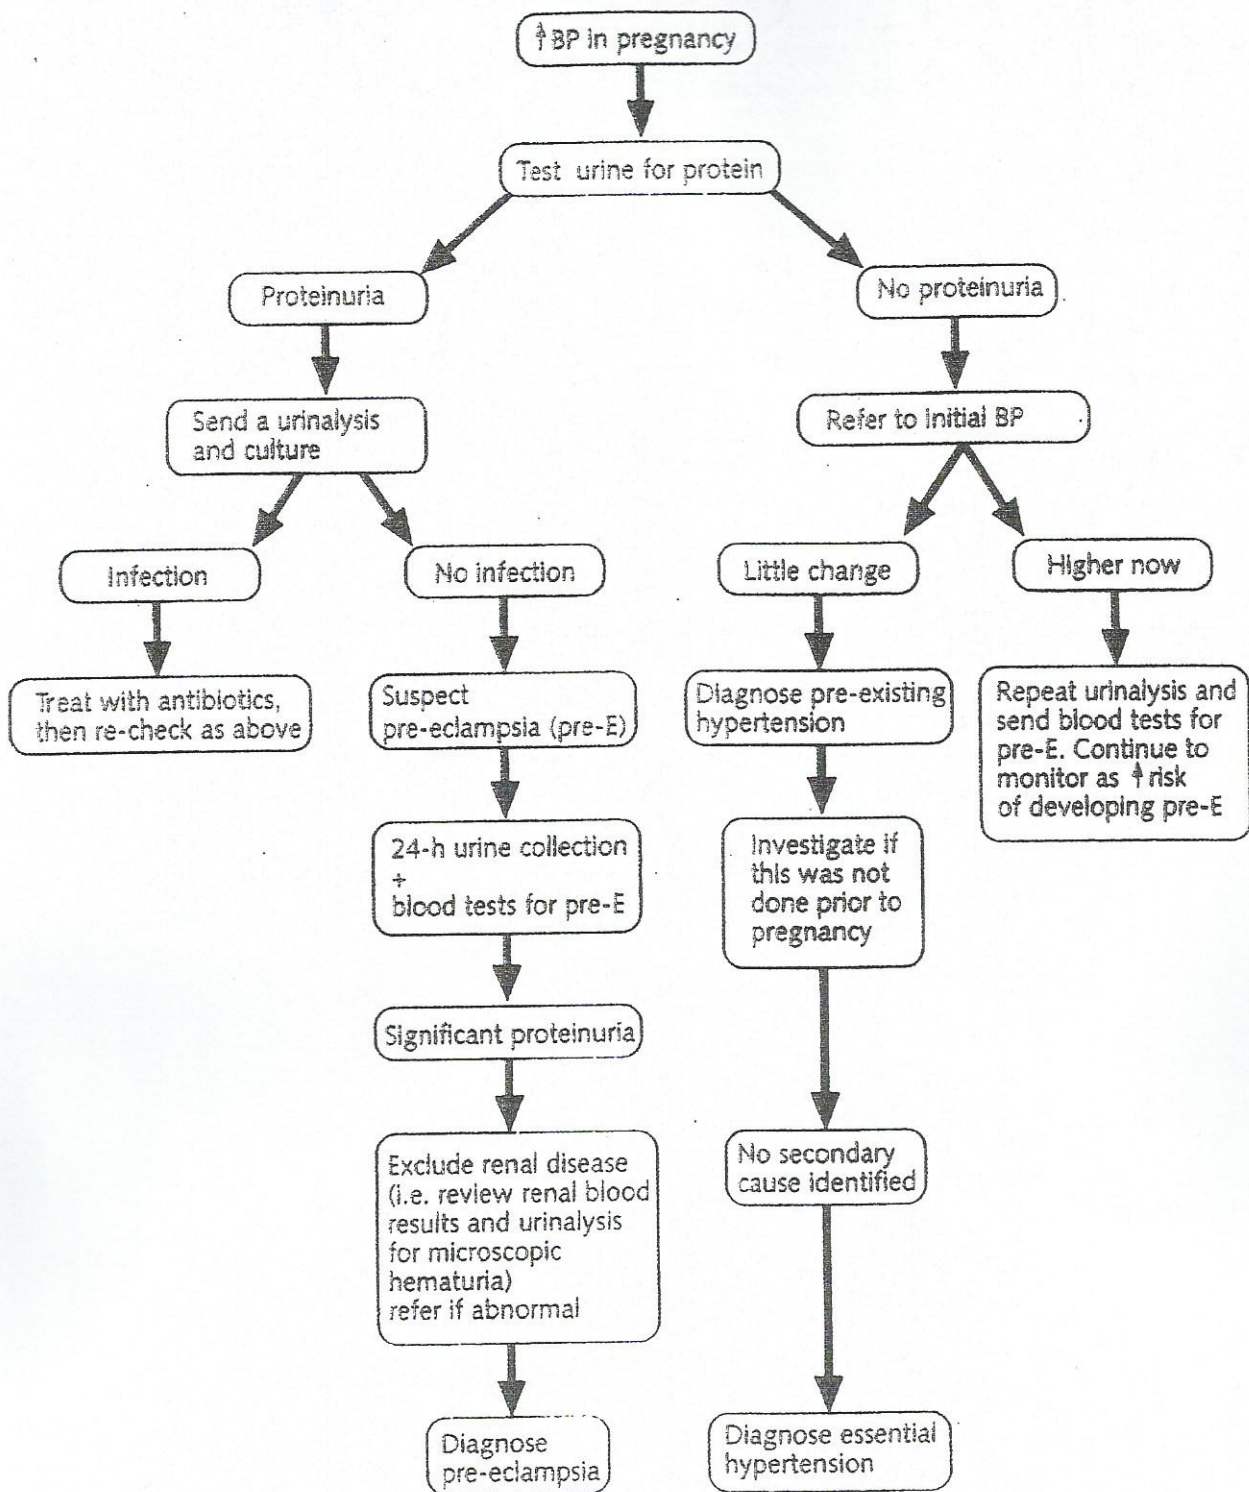 ↑BP in pregnancy
Test urine for protein
Proteinuria
No proteinuria
Send a urinalysis
and culture
Refer to initial BP
Infection
No infection
Little change
Higher now
Treat with antibiotics,
then re-check as above
Suspect
pre-eclampsia (pre-E)
Diagnose pre-existing
hypertension
Repeat urinalysis and
send blood tests for
pre-E. Continue to
monitor as ↑risk
of developing pre-E
24-h urine collection
+
blood tests for pre-E
Investigate if
this was not
done prior to
pregnancy
Significant proteinuria
Exclude renal disease
(i.e. review renal blood
results and urinalysis
for microscopic
hematuria)
refer if abnormal
No secondary
cause identified
Diagnose
pre-eclampsia
Diagnose essential
hypertension